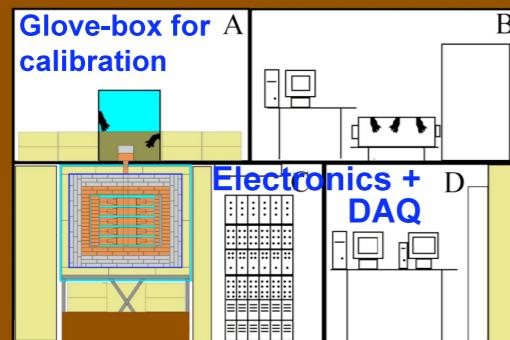 Glove-box for A
calibration
B
Electronics +
C
DAQ
D